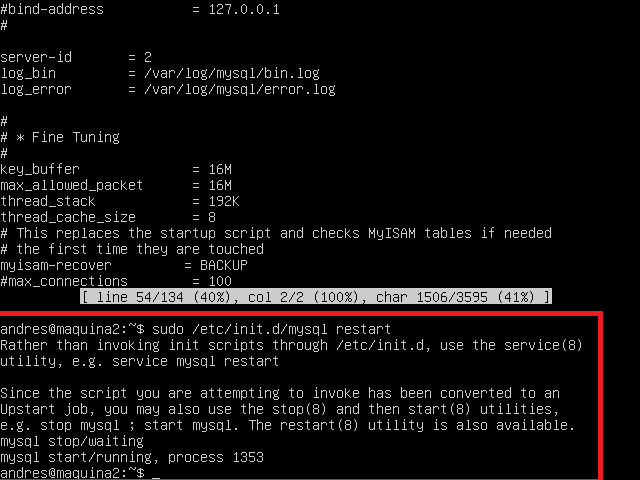 #bind-address           = 127.0.0.1
#

server-id       = 2
log_bin         = /var/log/mysql/bin.log
log_error       = /var/log/mysql/error.log

#
# * Fine Tuning
#
key_buffer              = 16M
max_allowed_packet      = 16M
thread_stack            = 192K
thread_cache_size       = 8
# This replaces the startup script and checks MyISAM tables if needed
# the first time they are touched
myisam-recover         = BACKUP
#max_connections        = 100
[ line 54/134 (40%), col 2/2 (100%), char 1506/3595 (41%) ]
andres@maquina2:~$ sudo /etc/init.d/mysql restart
Rather than invoking init scripts through /etc/init.d, use the service(8)
utility, e.g. service mysql restart

Since the script you are attempting to invoke has been converted to an
Upstart job, you may also use the stop(8) and then start(8) utilities,
e.g. stop mysql ; start mysql. The restart(8) utility is also available.
mysql stop/waiting
mysql start/running, process 1353
andres@maquina2:~$ _